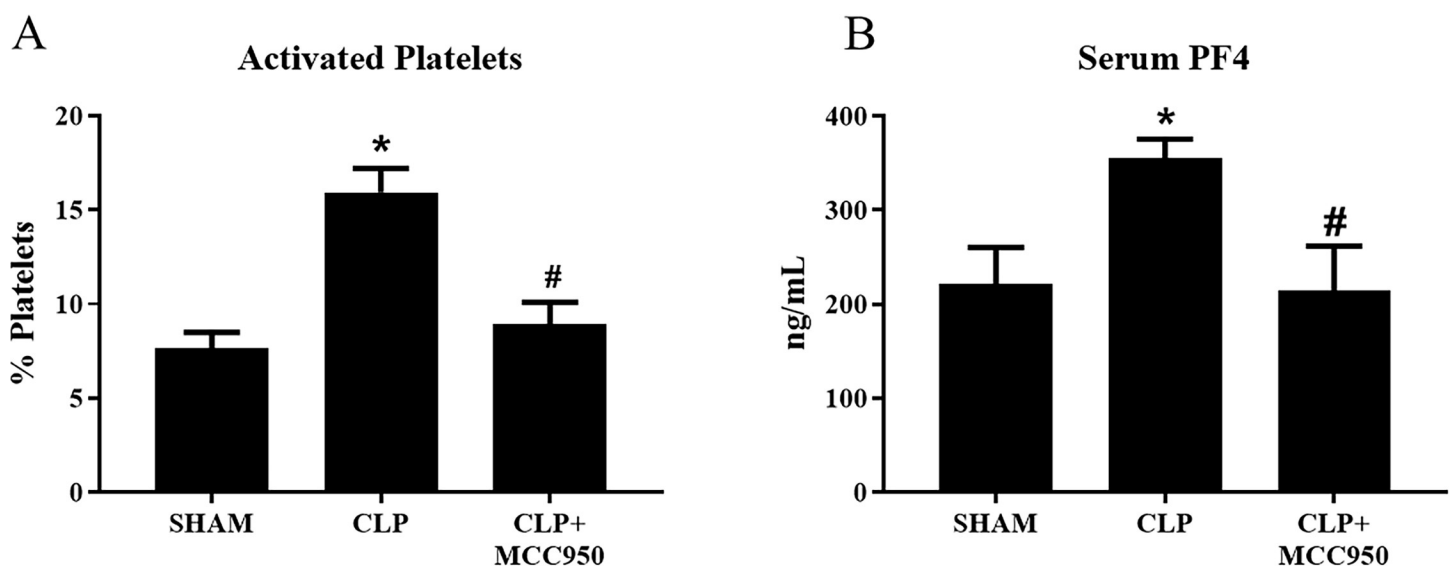 A
Activated Platelets
% Platelets
20
15
10
5
0
*
#
SHAM
CLP
CLP+
MCC950
B
Serum PF4
ng/mL
400
300
200
100
0
*
#
SHAM
CLP
CLP+
MCC950